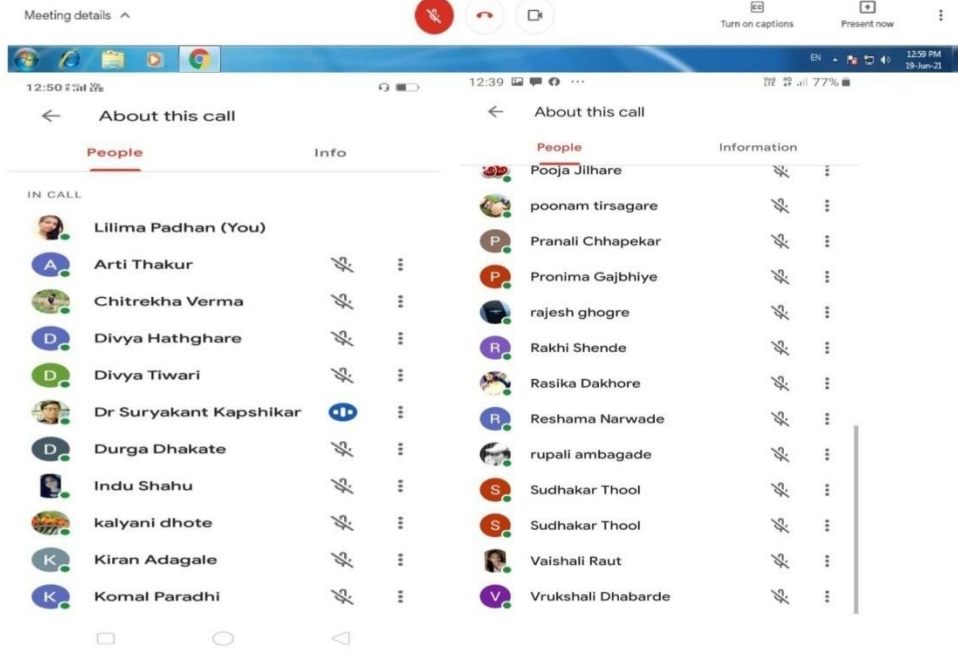 Meeting details
Turn on captions
Present now
EN
12:59 PM
19-Jun-21
12:50
About this call
People
Info
IN CALL
Lilima Padhan (You)
A
Arti Thakur
Chitrekha Verma
D
Divya Hathghare
D
Divya Tiwari
Dr Suryakant Kapshikar
D
Durga Dhakate
Indu Shahu
kalyani dhote
K
Kiran Adagale
K
Komal Paradhi
12:39
77%
About this call
People
Information
Pooja Jilhare
poonam tirsagare
P
Pranali Chhapekar
P
Pronima Gajbhiye
rajesh ghogre
R
Rakhi Shende
Rasika Dakhore
R
Reshama Narwade
rupali ambagade
S
Sudhakar Thool
S
Sudhakar Thool
Vaishali Raut
V
Vrukshali Dhabarde